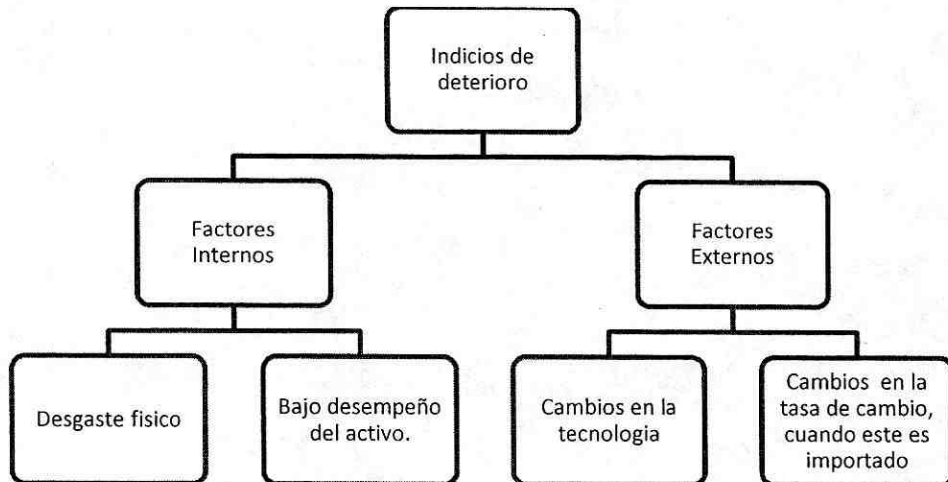 Indicios de
deterioro
Factores
Internos
Factores
Externos
Desgaste fisico
Bajo desempeño
del activo.
Cambios en la
tecnologia
Cambios en la
tasa de cambio,
cuando este es
importado